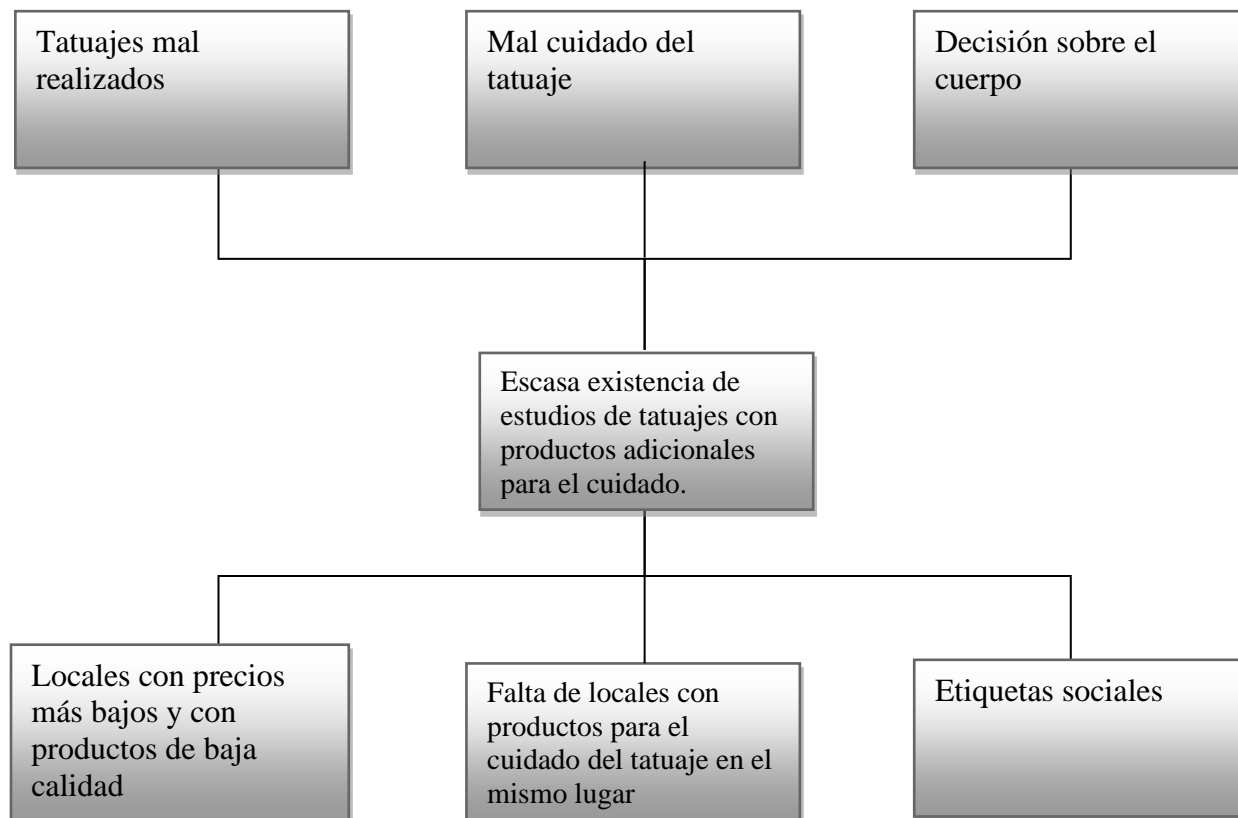 Tatuajes mal
realizados
Mal cuidado del
tatuaje
Decisión sobre el
cuerpo
Escasa existencia de
estudios de tatuajes con
productos adicionales
para el cuidado.
Locales con precios
más bajos y con
productos de baja
calidad
Falta de locales con
productos para el
cuidado del tatuaje en el
mismo lugar
Etiquetas sociales